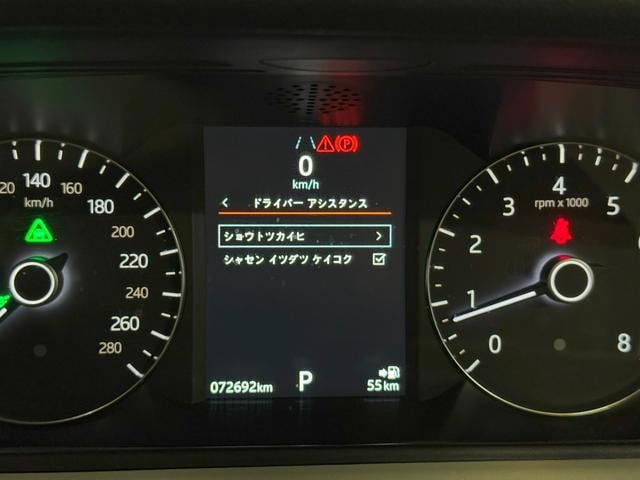 0
km/h
< ドライバー アシスタンス
ショウトツカイヒ >
シャセン イツダツ ケイコク
072692km P 55km
120 140 160 180 200 220 240 260 280
km/h
0 1 2 3 4 5 8
rpm x 1000